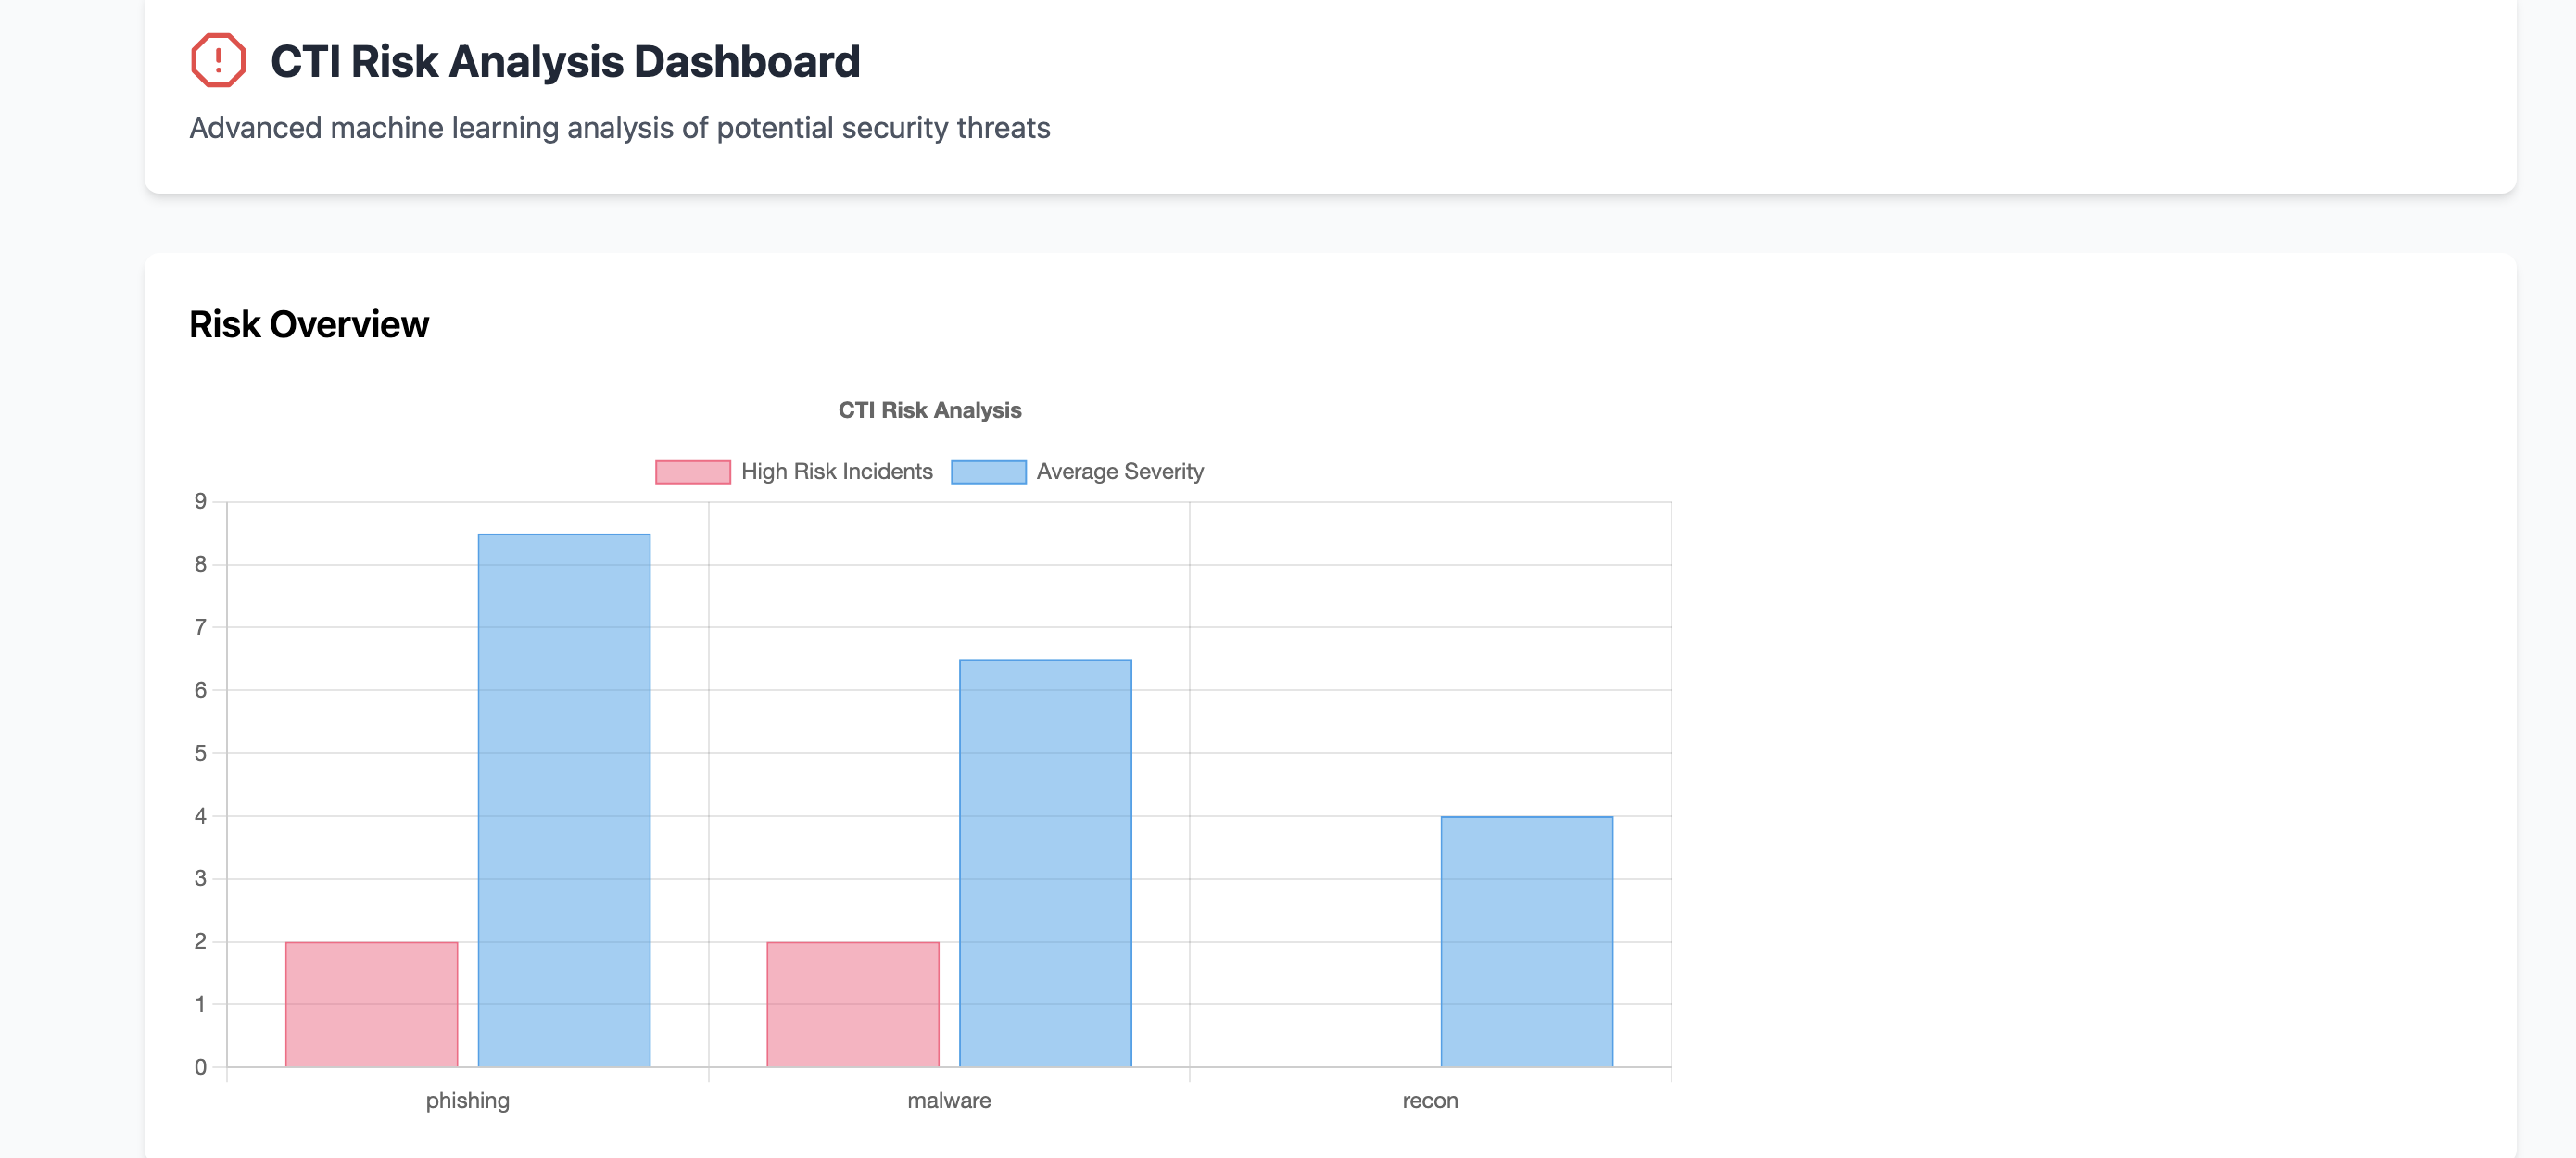 CTI Risk Analysis Dashboard
Advanced machine learning analysis of potential security threats
Risk Overview
CTI Risk Analysis
High Risk Incidents Average Severity
9
8
7
6
5
4
3
2
1
0
phishing malware recon